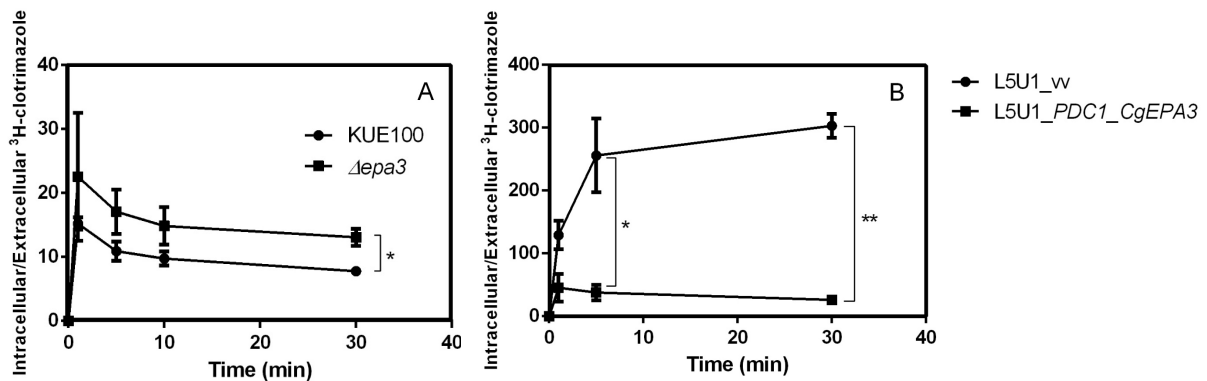 Intracellular/Extracellular ³H-clotrimazole
40
30
20
10
0
0 10 20 30 40
Time (min)
A
KUE100
Δepa3
*
Intracellular/Extracellular ³H-clotrimazole
400
300
200
100
0
0 10 20 30 40
Time (min)
B
*
**
L5U1_vv
L5U1_PDC1_CgEPA3